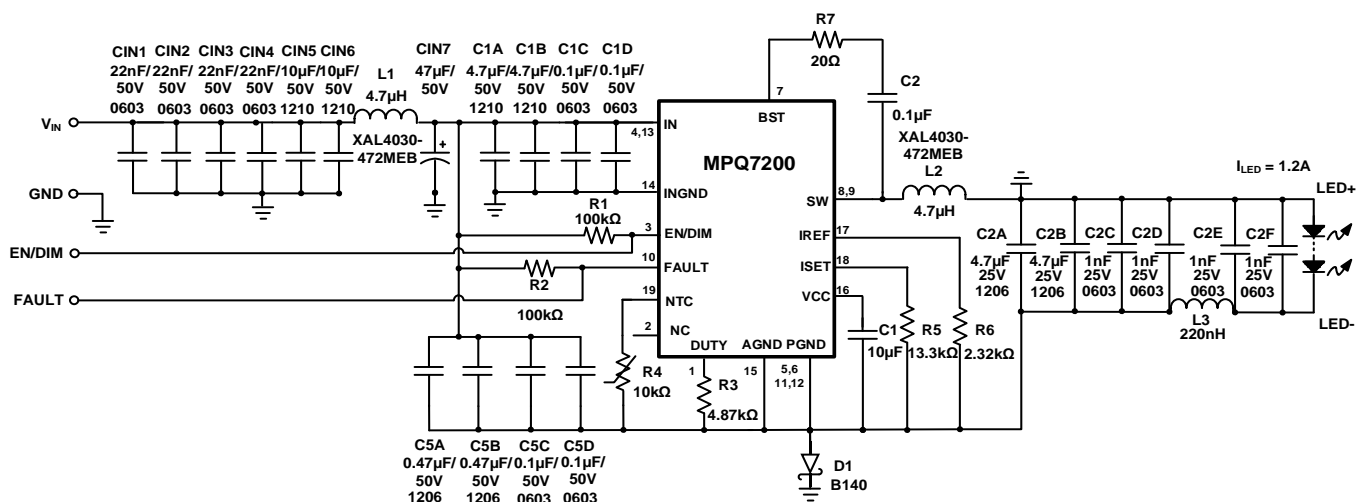 CIN1
22nF/
50V
0603
CIN2
22nF/
50V
0603
CIN3
22nF/
50V
0603
CIN4
22nF/
50V
0603
CIN5
10µF/
50V
1210
CIN6
10µF/
50V
1210
L1
4.7µH
XAL4030-
472MEB
CIN7
47µF/
50V
+
C1A
4.7µF/
50V
1210
C1B
4.7µF/
50V
1210
C1C
0.1µF/
50V
0603
C1D
0.1µF/
50V
0603
R7
20Ω
C2
0.1µF
XAL4030-
472MEB
L2
4.7µH
VIN
GND
EN/DIM
FAULT
R1
100kΩ
R2
100kΩ
MPQ7200
4,13
IN
14
INGND
3
EN/DIM
10
FAULT
19
NTC
2
NC
7
BST
8,9
SW
17
IREF
18
ISET
16
VCC
DUTY
1
AGND
15
PGND
5,6
11,12
R4
10kΩ
R3
4.87kΩ
C1
10µF
R5
13.3kΩ
R6
2.32kΩ
ILED = 1.2A
LED+
LED-
C2A
4.7µF
25V
1206
C2B
4.7µF
25V
1206
C2C
1nF
25V
0603
C2D
1nF
25V
0603
C2E
1nF
25V
0603
C2F
1nF
25V
0603
L3
220nH
C5A
0.47µF/
50V
1206
C5B
0.47µF/
50V
1206
C5C
0.1µF/
50V
0603
C5D
0.1µF/
50V
0603
D1
B140